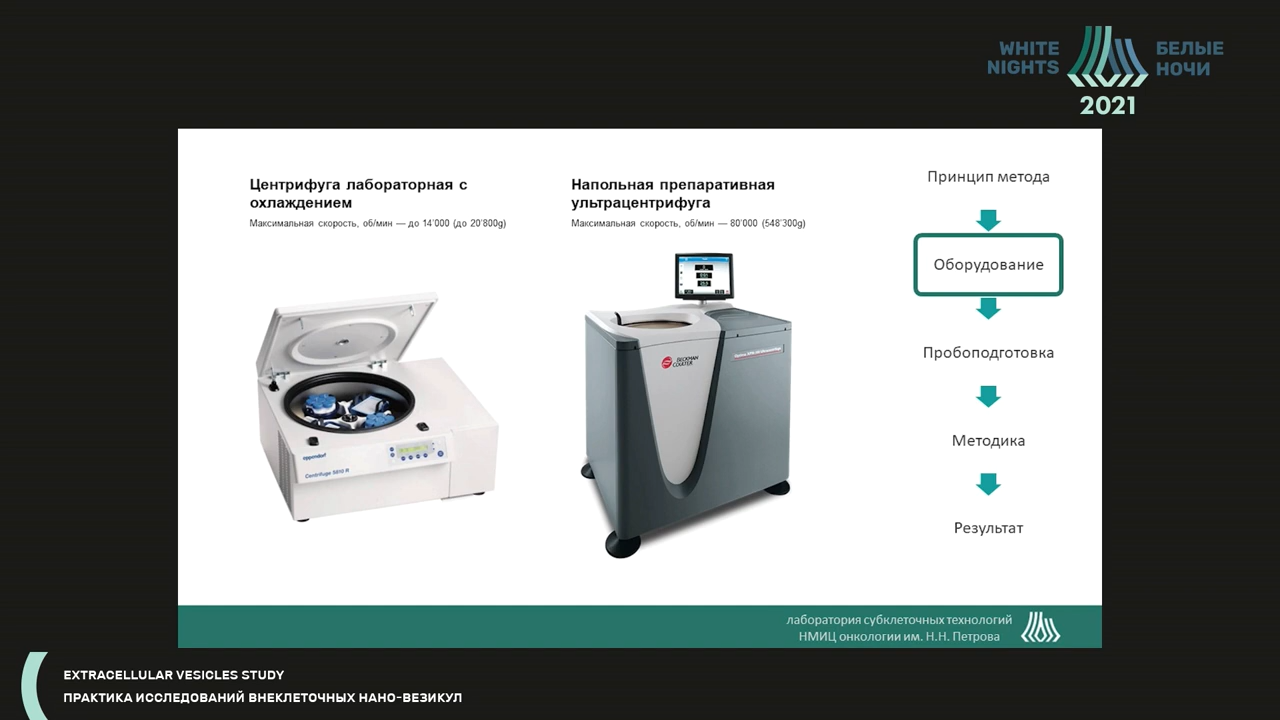 WHITE
NIGHTS
БЕЛЫЕ
НОЧИ
2021
Центрифуга лабораторная с
охлаждением
Максимальная скорость, об/мин — до 14'000 (до 20'800g)
Напольная препаративная
ультрацентрифуга
Максимальная скорость, об/мин — 80'000 (548'300g)
eppendorf
Centrifuge 5810 R
BECKMAN
COULTER
Принцип метода
Оборудование
Пробоподготовка
Методика
Результат
лаборатория субклеточных технологий
НМИЦ онкологии им. Н.Н. Петрова
EXTRACELLULAR VESICLES STUDY
ПРАКТИКА ИССЛЕДОВАНИЙ ВНЕКЛЕТОЧНЫХ НАНО-ВЕЗИКУЛ